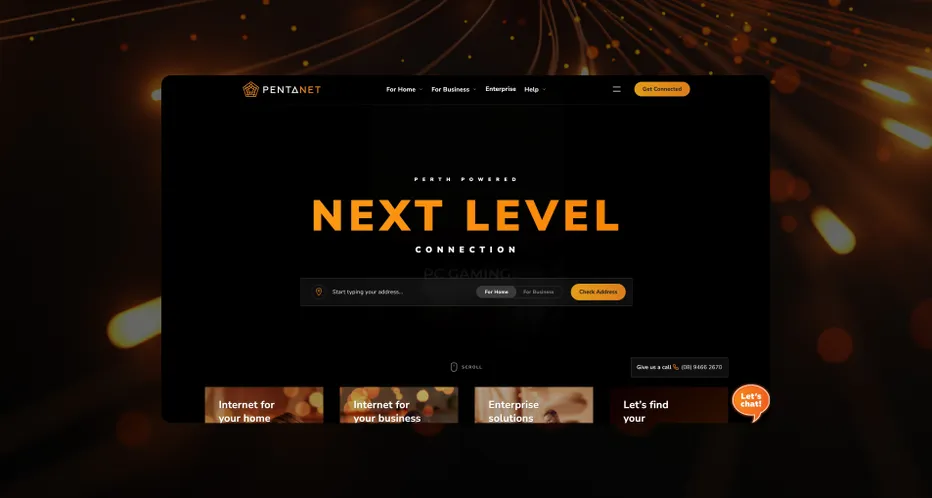 PENTANET
For Home
For Business
Enterprise
Help
Get Connected
PERTH POWERED
NEXT LEVEL
CONNECTION
PC GAMING
Start typing your address...
For Home
For Business
Check Address
SCROLL
Give us a call (08) 9466 2670
Internet for
your home
Internet for
your business
Enterprise
solutions
Let's find
your
Let's
chat!